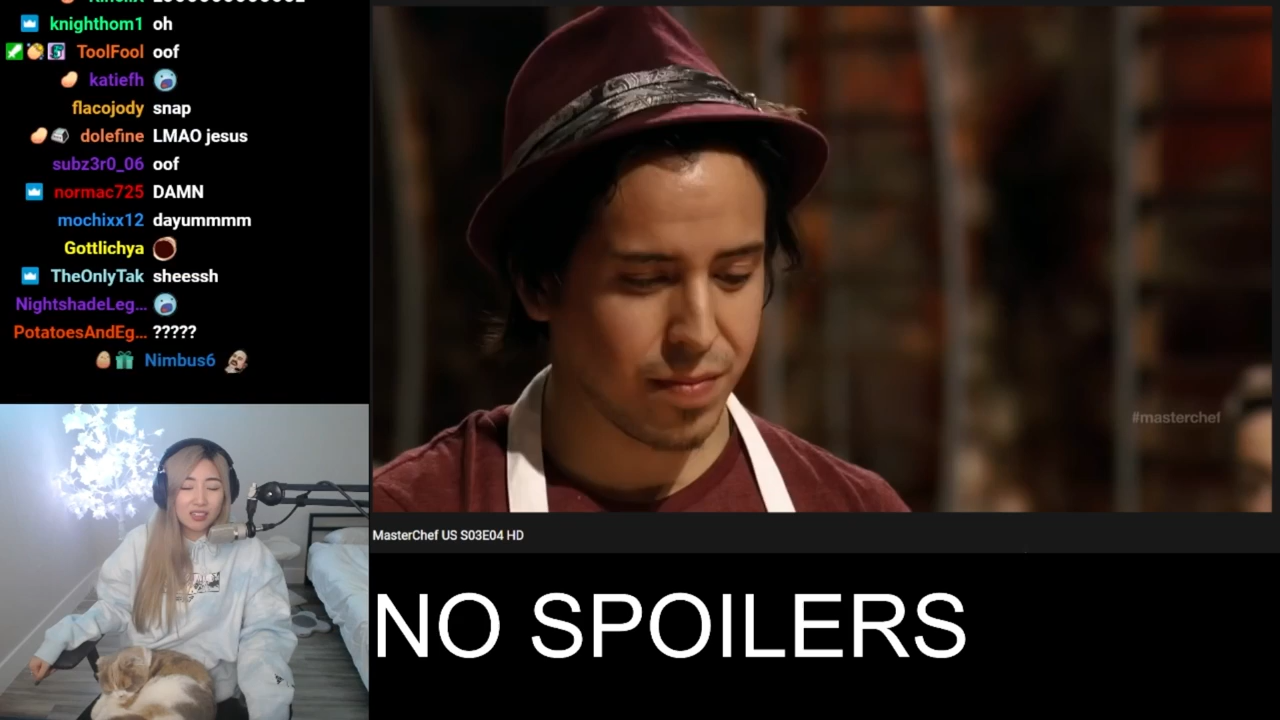 knighthom1 oh
ToolFool oof
katiefh
flacojody snap
dolefine LMAO jesus
subz3r0_06 oof
normac725 DAMN
mochixx12 dayummmm
Gottlichya
TheOnlyTak sheessh
NightshadeLeg...
PotatoesAndEg... ?????
Nimbus6
#masterchef
MasterChef US S03E04 HD
NO SPOILERS